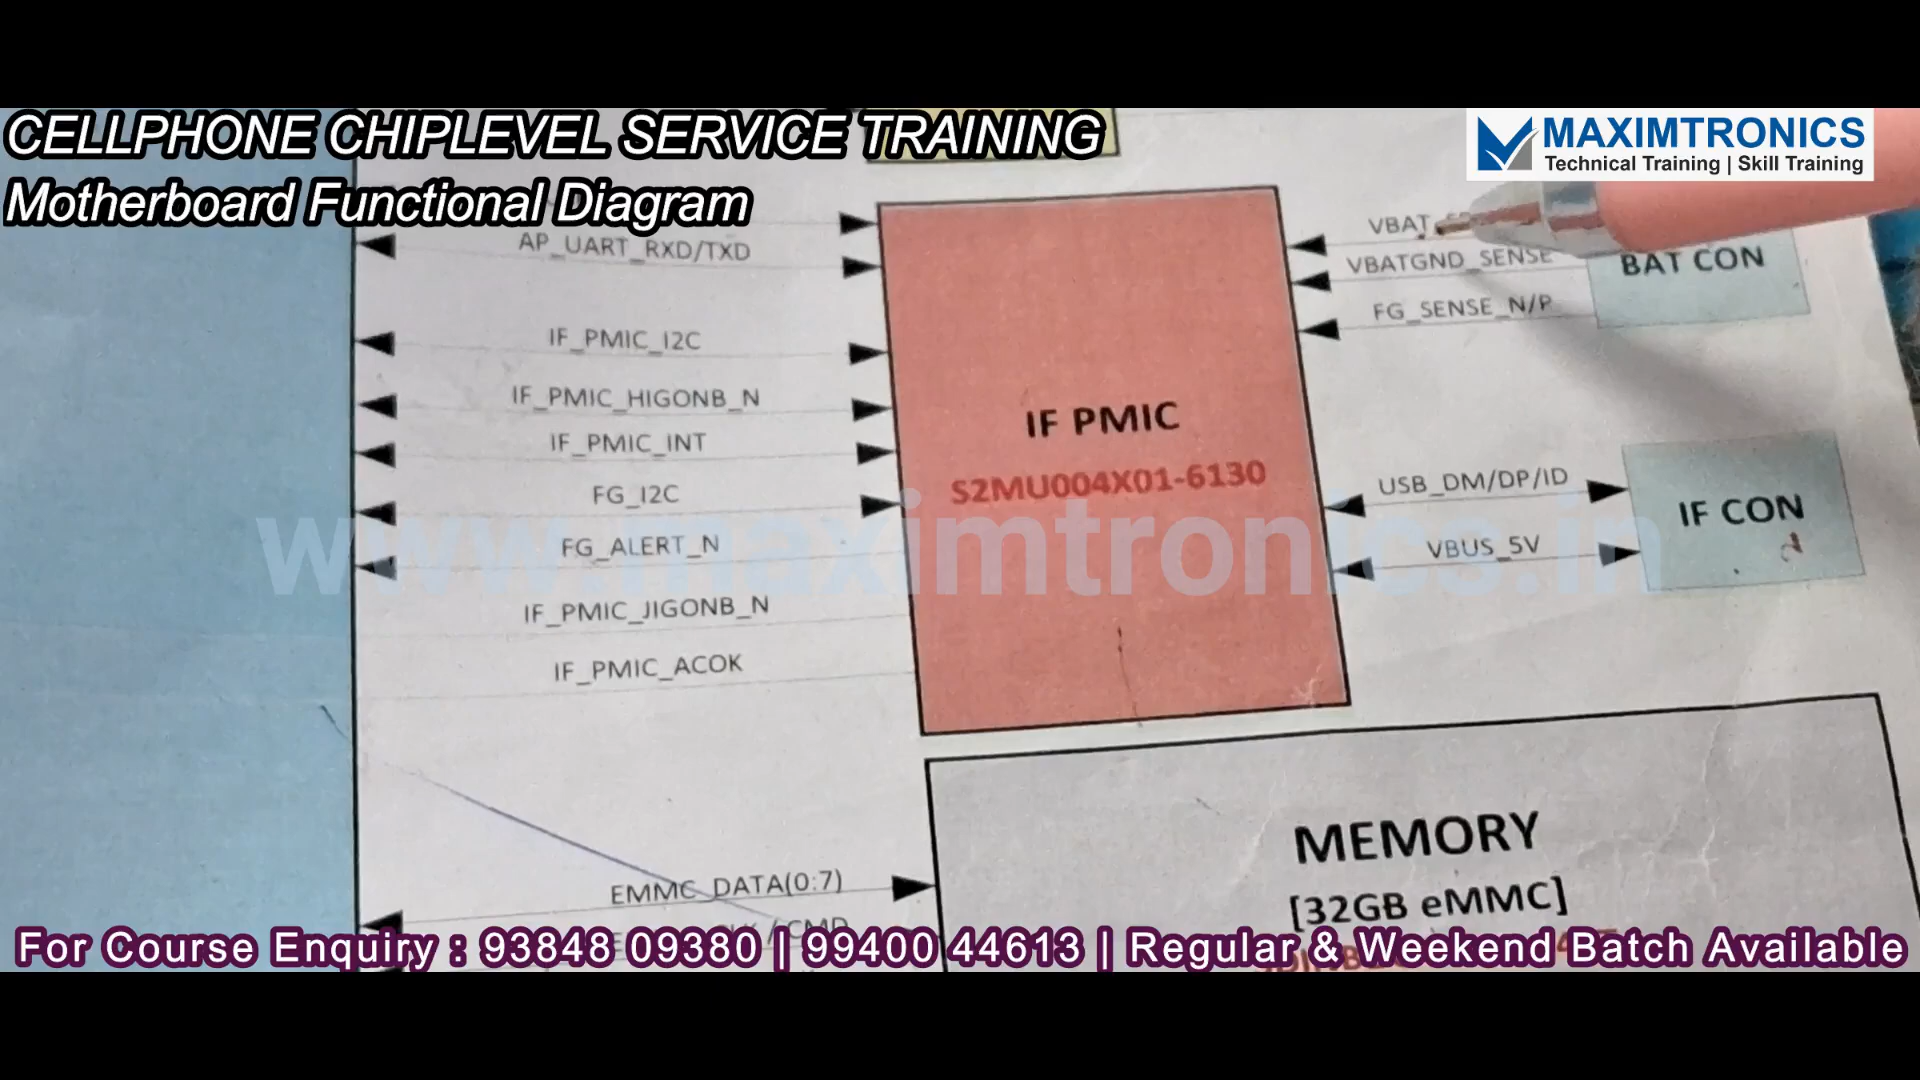 CELLPHONE CHIPLEVEL SERVICE TRAINING
Motherboard Functional Diagram
MAXIMTRONICS
Technical Training | Skill Training
AP_UART_RXD/TXD
IF_PMIC_I2C
IF_PMIC_HIGONB_N
IF_PMIC_INT
FG_I2C
FG_ALERT_N
IF_PMIC_JIGONB_N
IF_PMIC_ACOK
IF PMIC
S2MU004X01-6130
VBAT
VBATGND_SENSE
FG_SENSE_N/P
BAT CON
USB_DM/DP/ID
VBUS_5V
IF CON
www.maximtronics.in
EMMC_DATA(0:7)
/CMD
MEMORY
[32GB eMMC]
For Course Enquiry : 93848 09380 | 99400 44613 | Regular & Weekend Batch Available